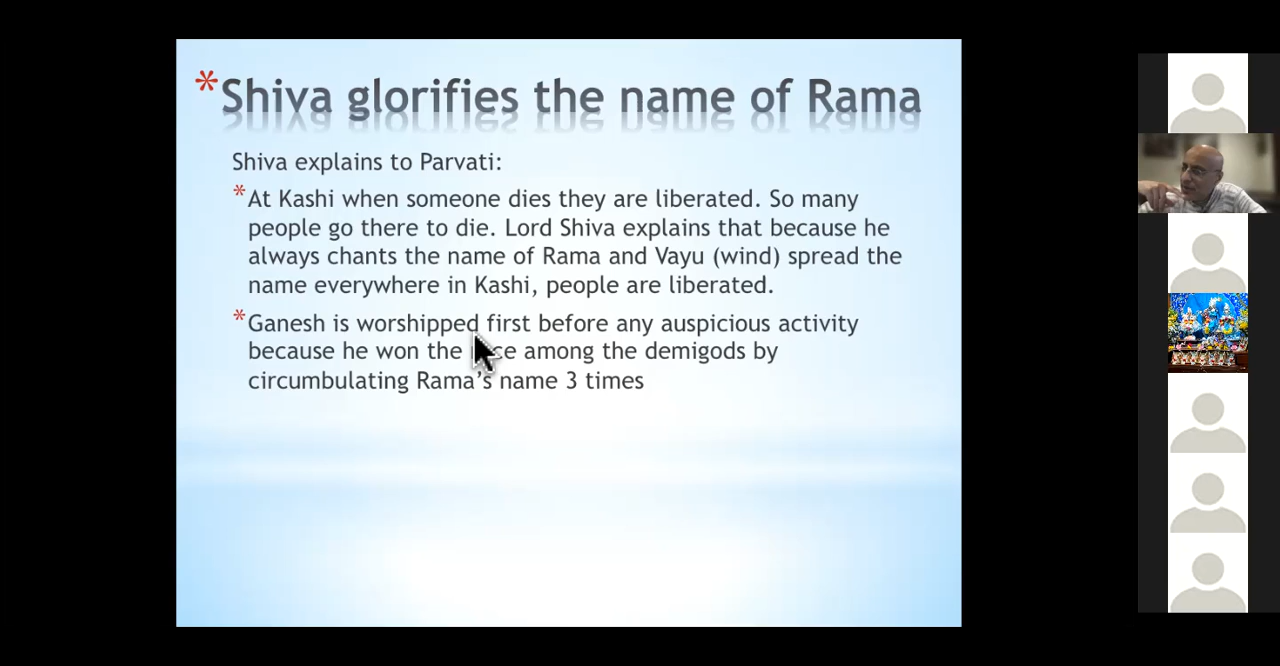 *Shiva glorifies the name of Rama
Shiva explains to Parvati:
*At Kashi when someone dies they are liberated. So many
people go there to die. Lord Shiva explains that because he
always chants the name of Rama and Vayu (wind) spread the
name everywhere in Kashi, people are liberated.
*Ganesh is worshipped first before any auspicious activity
because he won the among the demigods by
circumbulating Rama's name 3 times